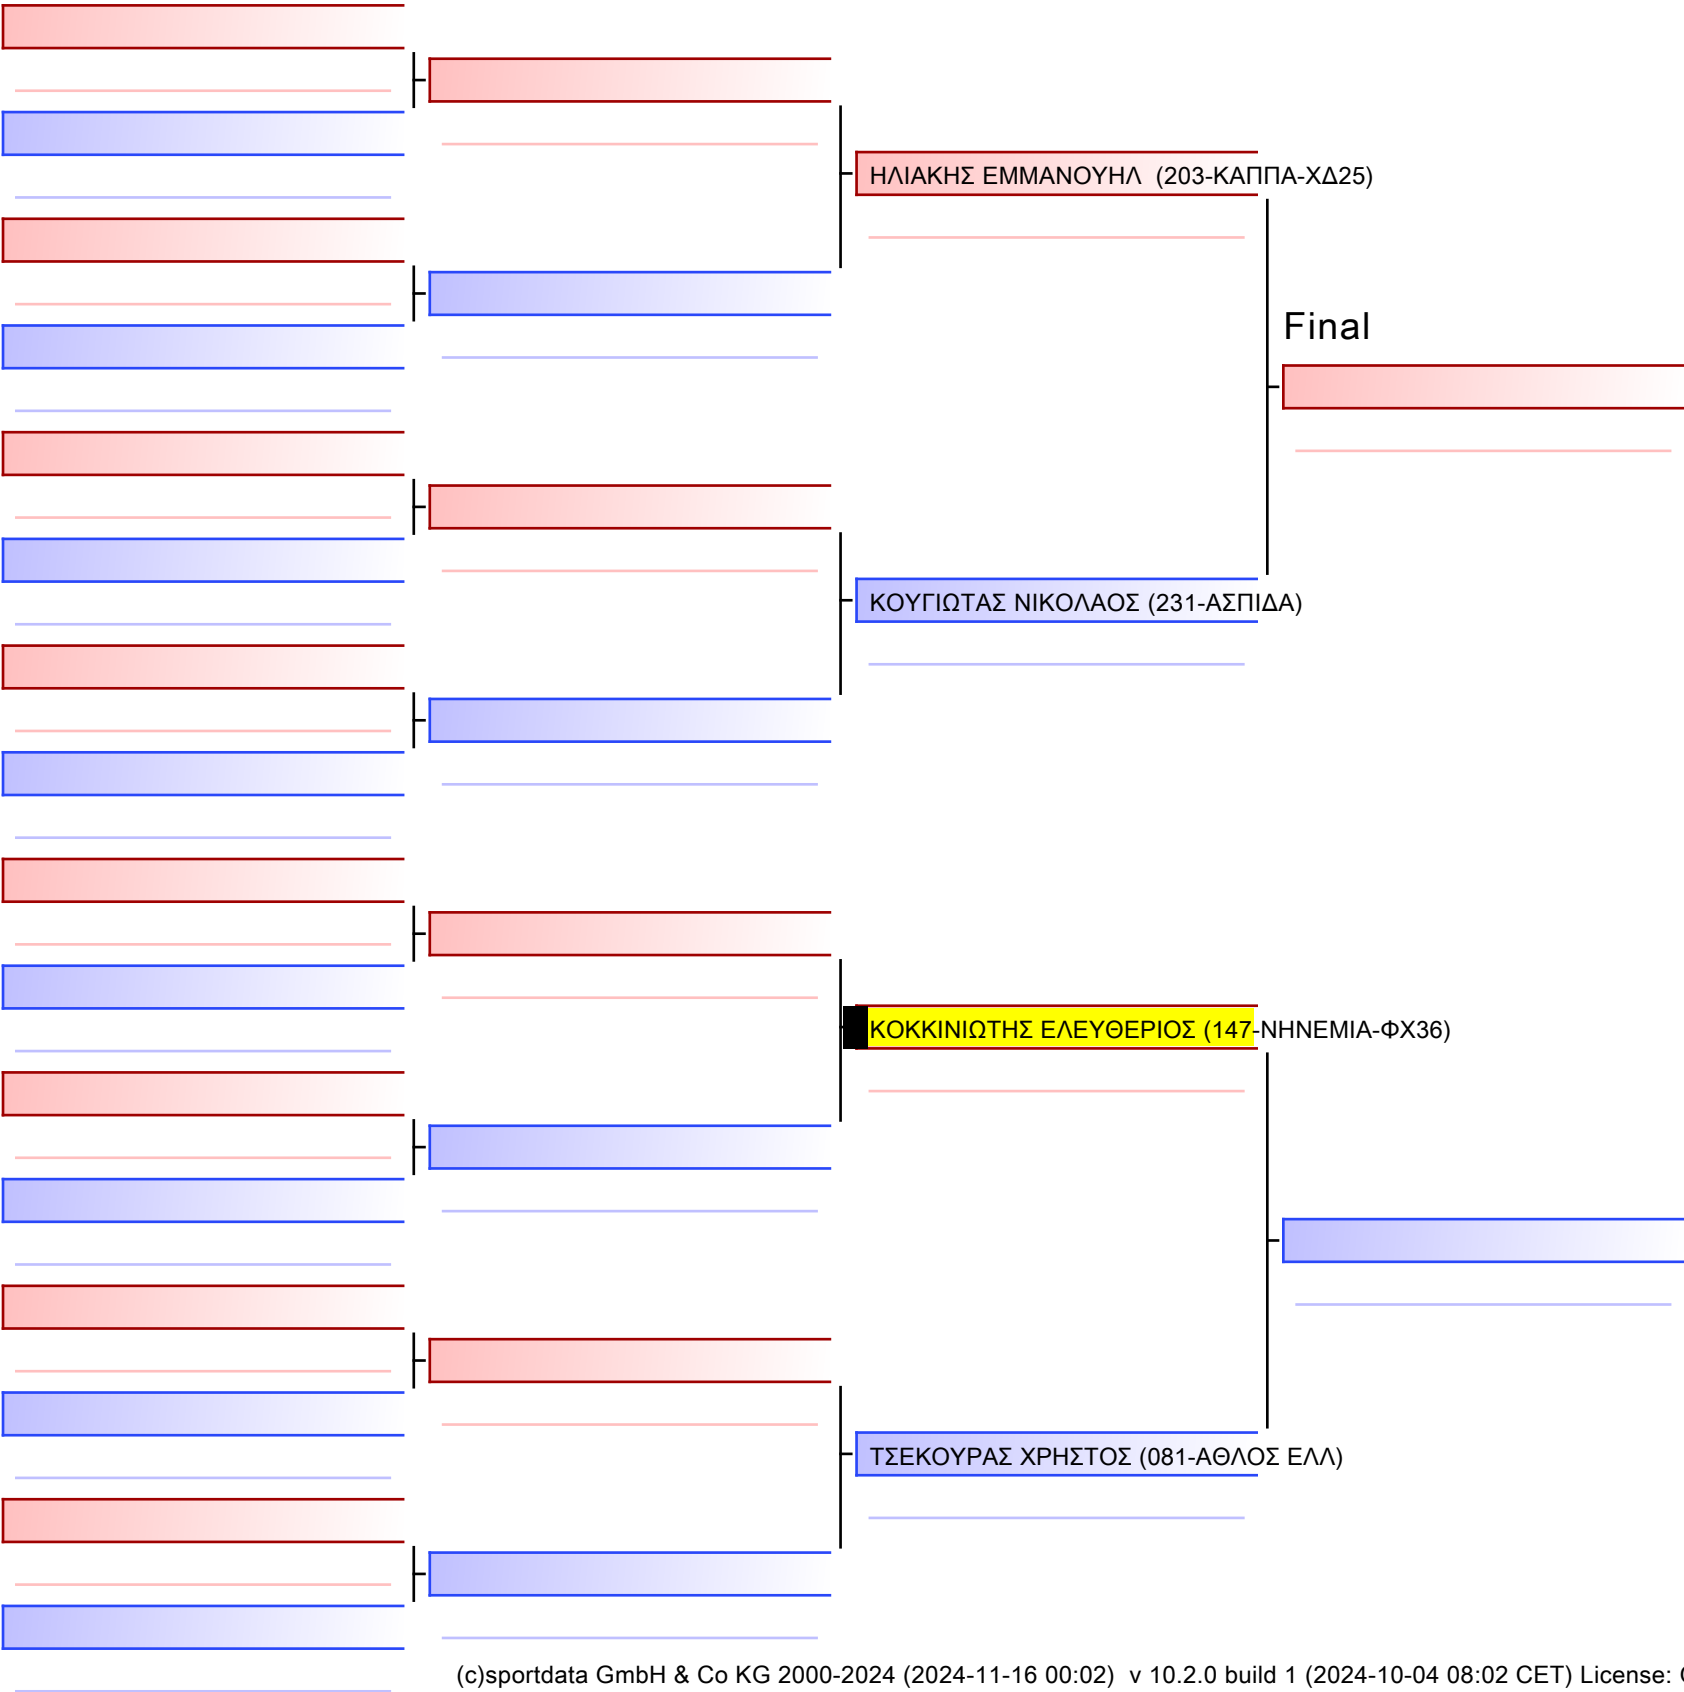 ΗΛΙΑΚΗΣ ΕΜΜΑΝΟΥΗΛ  (203-ΚΑΠΠΑ-ΧΔ25)
Final
ΚΟΥΓΙΩΤΑΣ ΝΙΚΟΛΑΟΣ (231-ΑΣΠΙΔΑ)
ΚΟΚΚΙΝΙΩΤΗΣ ΕΛΕΥΘΕΡΙΟΣ (147-ΝΗΝΕΜΙΑ-ΦΧ36)
ΤΣΕΚΟΥΡΑΣ ΧΡΗΣΤΟΣ (081-ΑΘΛΟΣ ΕΛΛ)
(c)sportdata GmbH & Co KG 2000-2024 (2024-11-16 00:02)  v 10.2.0 build 1 (2024-10-04 08:02 CET) License: